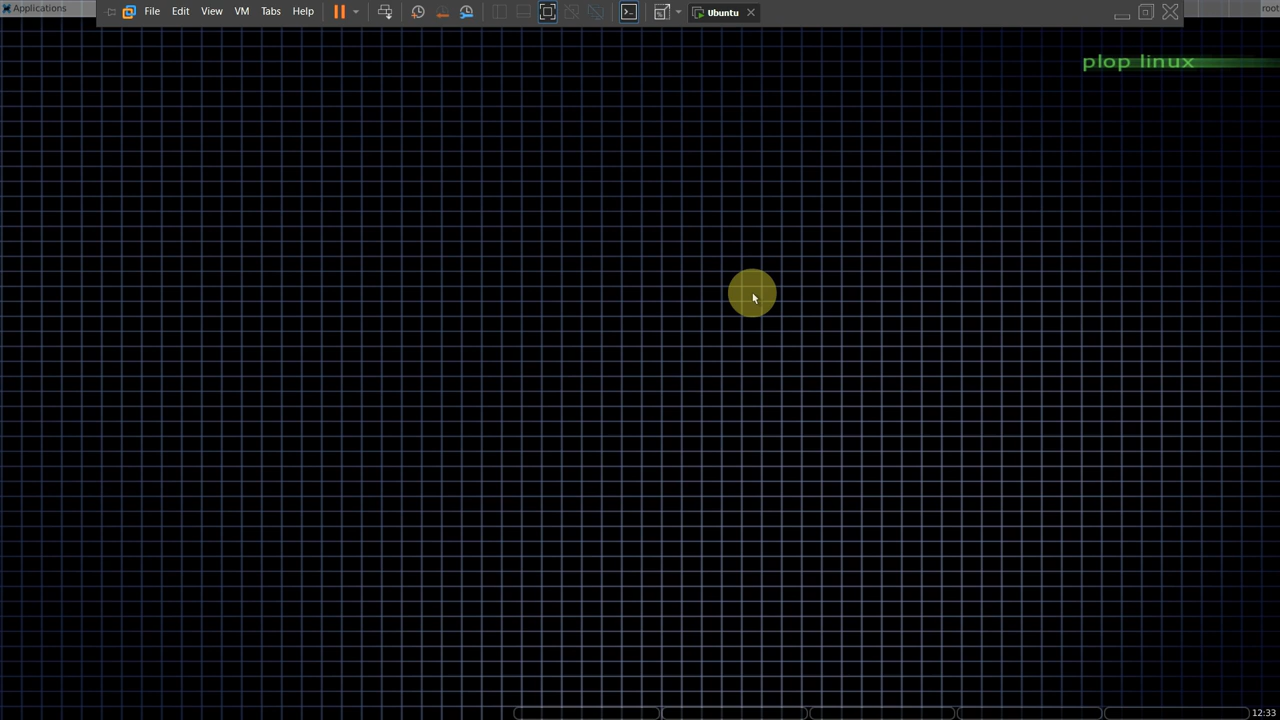 Applications
File Edit View VM Tabs Help
Ubuntu
root
plop linux
12:33